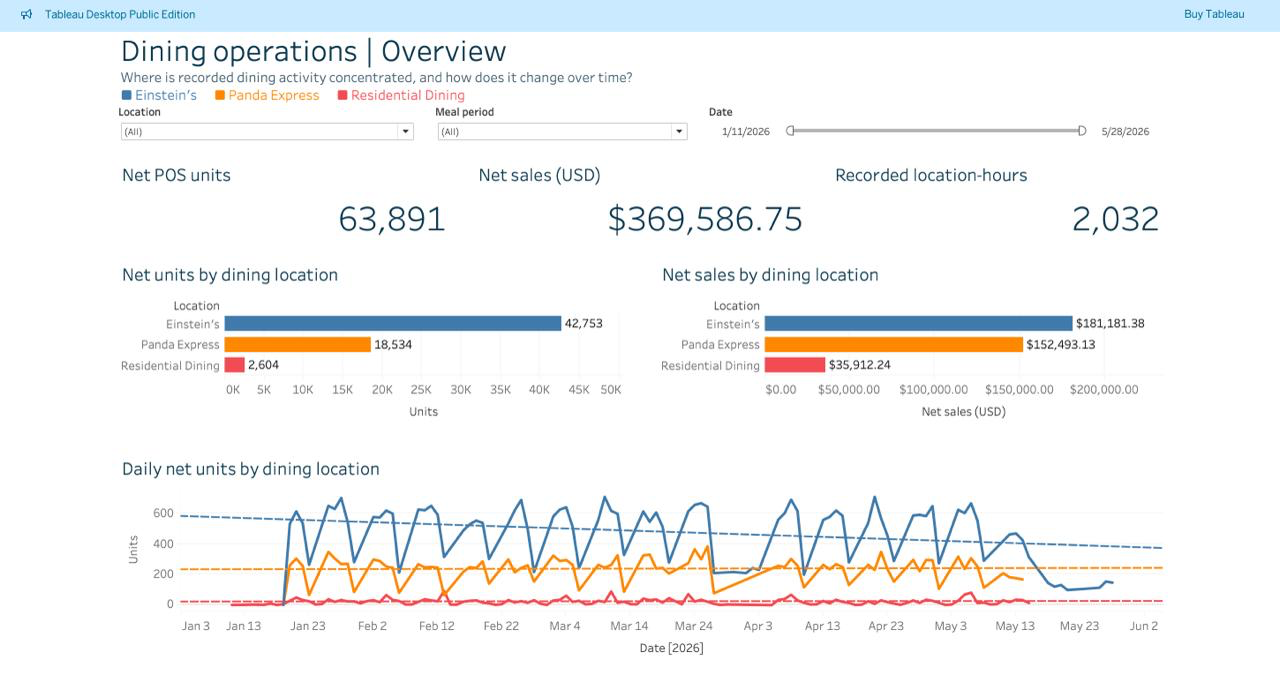 Tableau Desktop Public Edition
Buy Tableau
Dining operations | Overview
Where is recorded dining activity concentrated, and how does it change over time?
Einstein's Panda Express Residential Dining
Location Meal period Date
(All) (All) 1/11/2026 5/28/2026
Net POS units Net sales (USD) Recorded location-hours
63,891 $369,586.75 2,032
Net units by dining location
Location
Einstein's 42,753
Panda Express 18,534
Residential Dining 2,604
0K 5K 10K 15K 20K 25K 30K 35K 40K 45K 50K
Units
Net sales by dining location
Location
Einstein's $181,181.38
Panda Express $152,493.13
Residential Dining $35,912.24
$0.00 $50,000.00 $100,000.00 $150,000.00 $200,000.00
Net sales (USD)
Daily net units by dining location
Units
600
400
200
0
Jan 3 Jan 13 Jan 23 Feb 2 Feb 12 Feb 22 Mar 4 Mar 14 Mar 24 Apr 3 Apr 13 Apr 23 May 3 May 13 May 23 Jun 2
Date [2026]